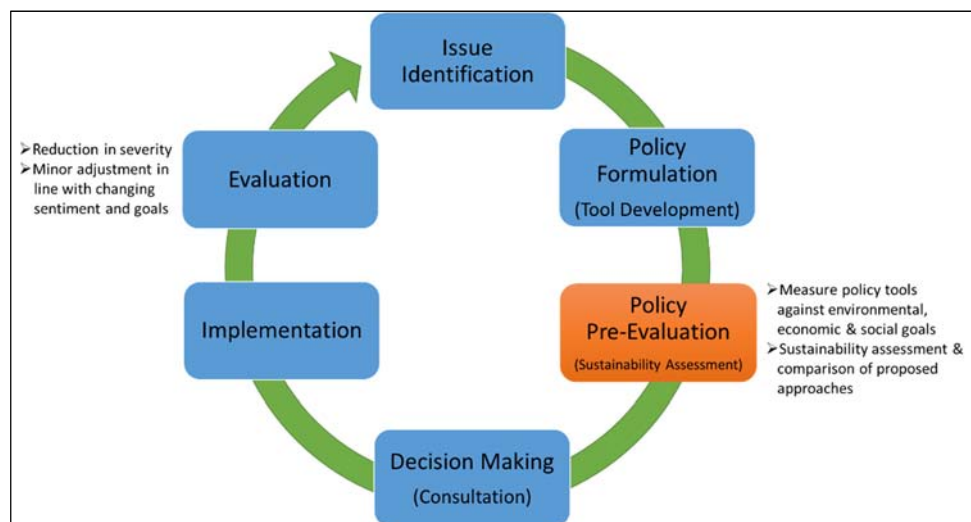 Issue
Identification
Policy
Formulation
(Tool Development)
Policy
Pre-Evaluation
(Sustainability Assessment)
➢Measure policy tools
against environmental,
economic & social goals
➢Sustainability assessment &
comparison of proposed
approaches
Decision Making
(Consultation)
Implementation
Evaluation
➢Reduction in severity
➢Minor adjustment in
line with changing
sentiment and goals